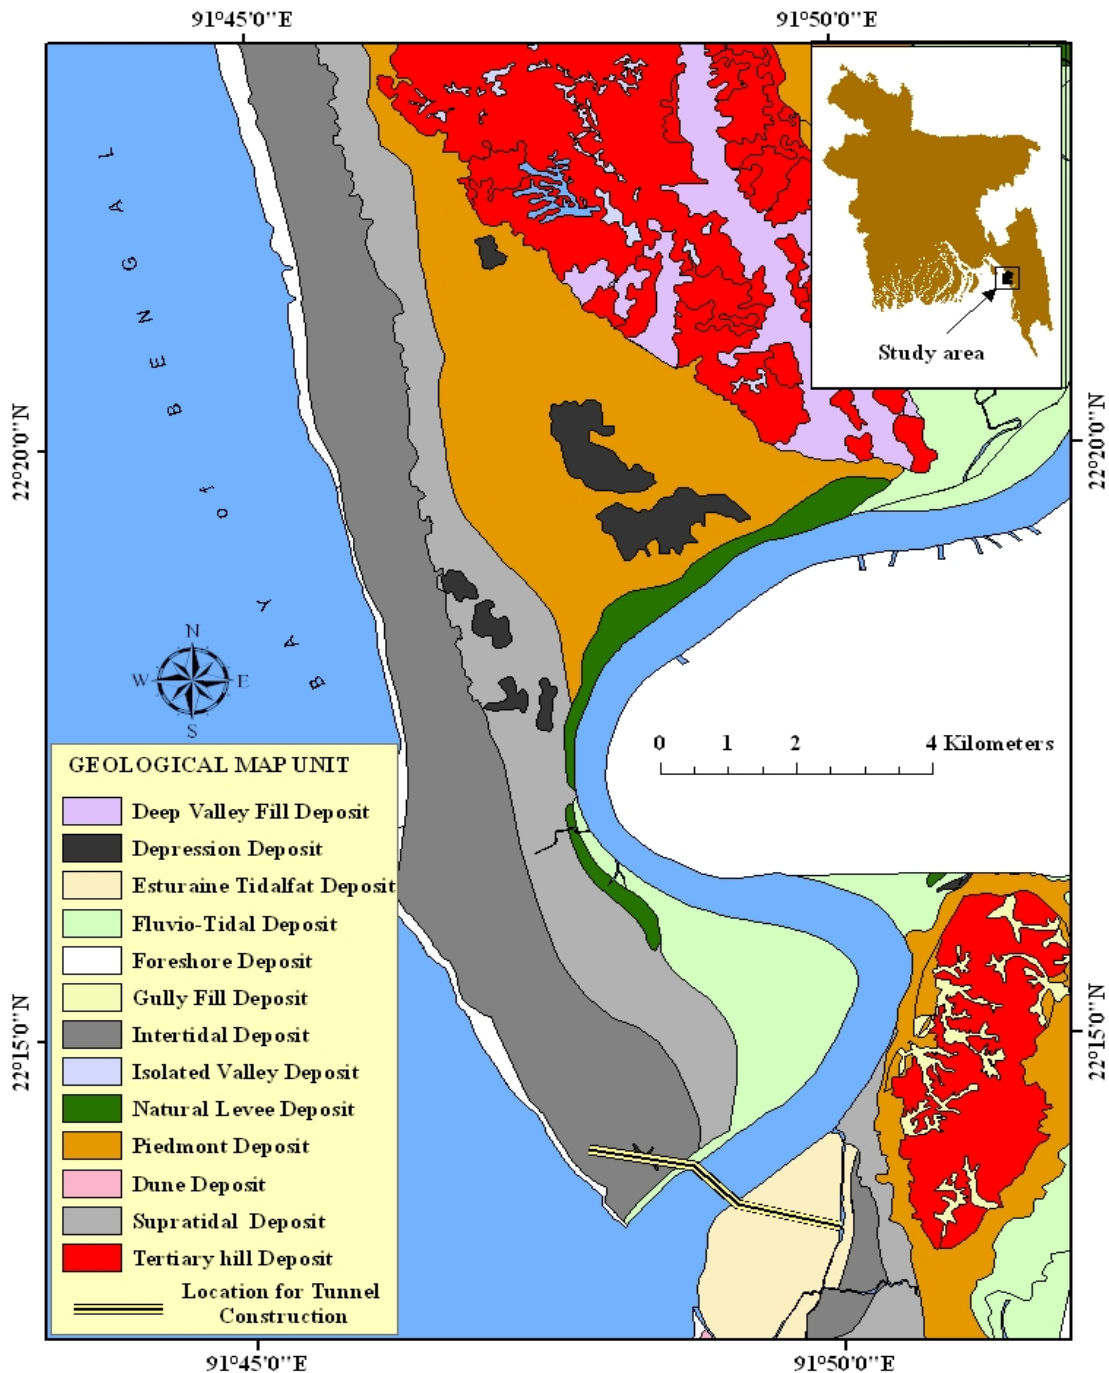 91°45'0"E
91°50'0"E
Study area
22°20'0"N
22°20'0"N
BAY of BENGAL
N
W
E
S
0 1 2 4 Kilometers
GEOLOGICAL MAP UNIT
Deep Valley Fill Deposit
Depression Deposit
Esturaine Tidalfat Deposit
Fluvio-Tidal Deposit
Foreshore Deposit
Gully Fill Deposit
Intertidal Deposit
Isolated Valley Deposit
Natural Levee Deposit
Piedmont Deposit
Dune Deposit
Supratidal Deposit
Tertiary hill Deposit
Location for Tunnel
Construction
22°15'0"N
22°15'0"N
91°45'0"E
91°50'0"E